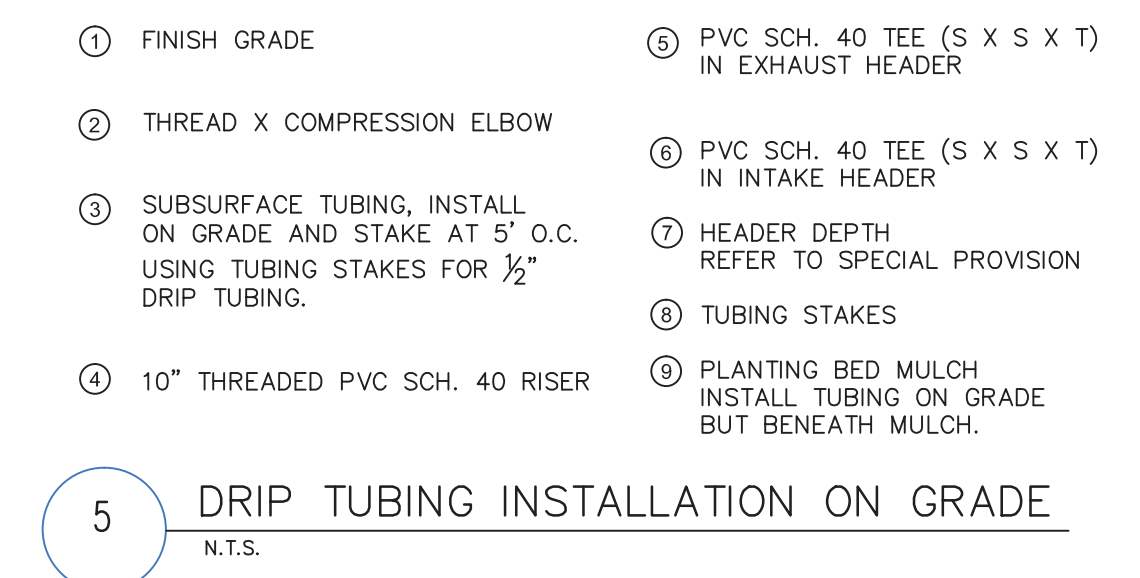 1 FINISH GRADE
2 THREAD X COMPRESSION ELBOW
3 SUBSURFACE TUBING, INSTALL
ON GRADE AND STAKE AT 5' O.C.
USING TUBING STAKES FOR ½"
DRIP TUBING.
4 10" THREADED PVC SCH. 40 RISER
5 PVC SCH. 40 TEE (S X S X T)
IN EXHAUST HEADER
6 PVC SCH. 40 TEE (S X S X T)
IN INTAKE HEADER
7 HEADER DEPTH
REFER TO SPECIAL PROVISION
8 TUBING STAKES
9 PLANTING BED MULCH
INSTALL TUBING ON GRADE
BUT BENEATH MULCH.
5 DRIP TUBING INSTALLATION ON GRADE
N.T.S.